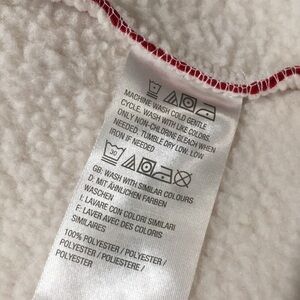 MACHINE WASH COLD GENTLE
CYCLE. WASH WITH LIKE COLORS.
ONLY NON-CHLORINE BLEACH WHEN
NEEDED. TUMBLE DRY LOW. LOW
IRON IF NEEDED
30
GB: WASH WITH SIMILAR COLOURS
D: MIT ÄHNLICHEN FARBEN
WASCHEN
I: LAVARE CON COLORI SIMILARI
F: LAVER AVEC DES COLORIS
SIMILAIRES
100% POLYESTER / POLYESTER /
POLYESTER / POLIESTERE /
POLYESTER